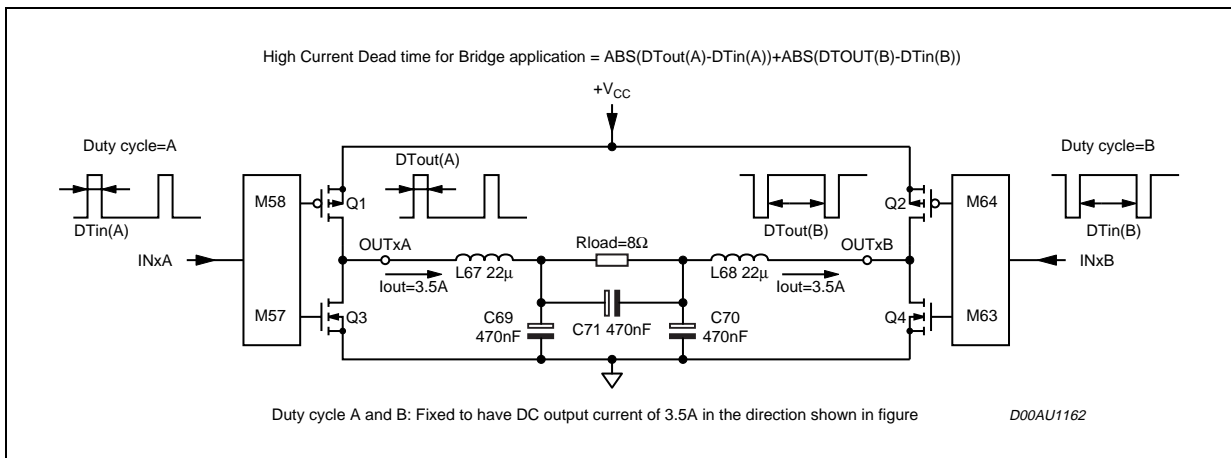 High Current Dead time for Bridge application = ABS(DTout(A)-DTin(A))+ABS(DTOUT(B)-DTin(B))
+VCC
Duty cycle=A
DTin(A)
INxA
M58
M57
Q1
Q3
DTout(A)
OUTxA
L67 22μ
Iout=3.5A
Rload=8Ω
C69
470nF
C71 470nF
C70
470nF
DTout(B)
OUTxB
L68 22μ
Iout=3.5A
Q2
Q4
M64
M63
Duty cycle=B
DTin(B)
INxB
Duty cycle A and B: Fixed to have DC output current of 3.5A in the direction shown in figure
D00AU1162